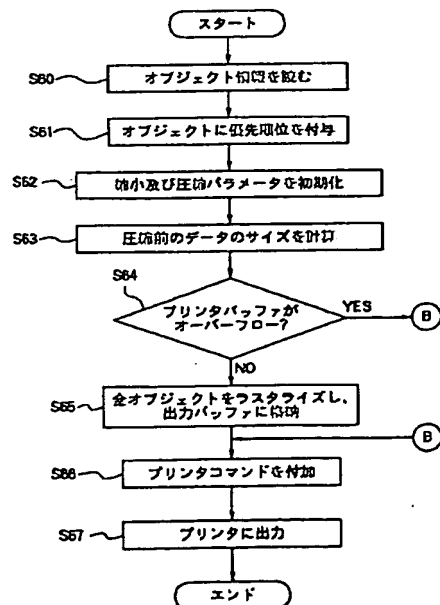 スタート
S60
オブジェクト情報を読む
S61
オブジェクトに優先順位を付与
S62
縮小及び圧縮パラメータを初期化
S63
圧縮前のデータのサイズを計算
S64
プリンタバッファが
オーバーフロー?
YES
B
NO
S65
全オブジェクトをラスタライズし、
出力バッファに格納
B
S66
プリンタコマンドを付加
S67
プリンタに出力
エンド